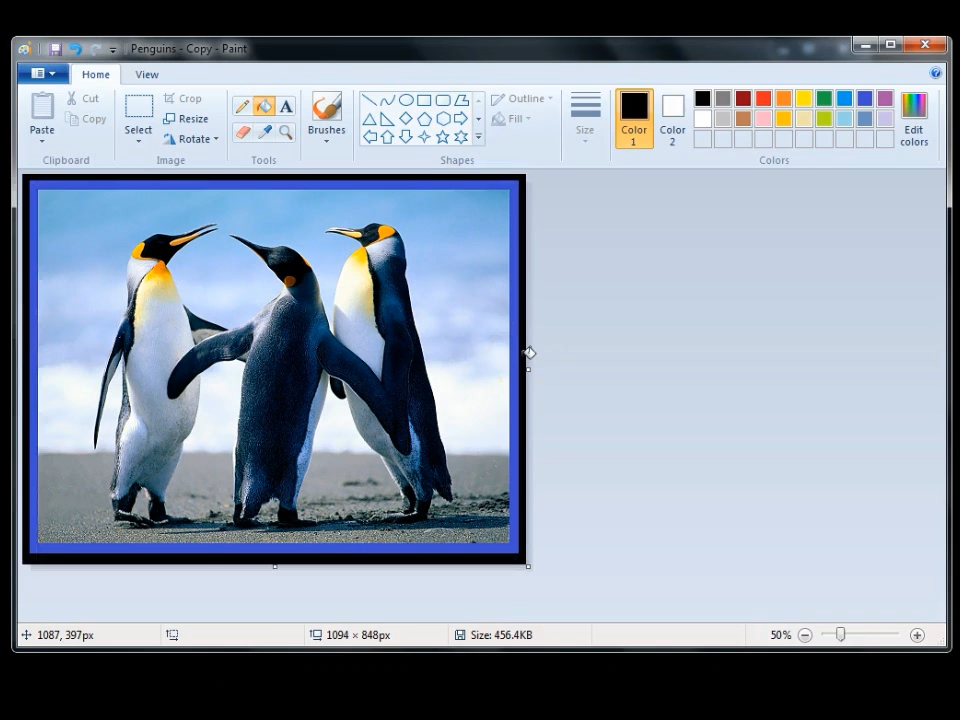 Penguins - Copy - Paint
Home View
Paste
Cut
Copy
Clipboard
Select
Crop
Resize
Rotate
Image
A
Tools
Brushes
Outline
Fill
Shapes
Size
Color 1
Color 2
Edit colors
Colors
1087, 397px
1094 × 848px
Size: 456.4KB
50%